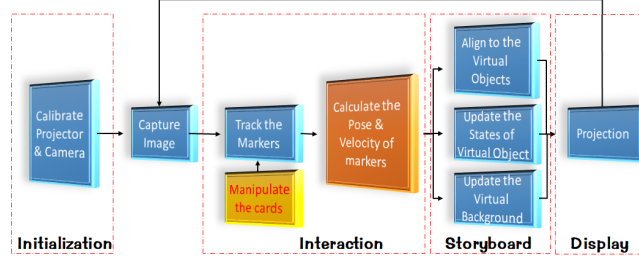 Calibrate
Projector
& Camera
Capture
Image
Track the
Markers
Manipulate
the cards
Calculate the
Pose &
Velocity of
markers
Align to the
Virtual
Objects
Update the
States of
Virtual Object
Update the
Virtual
Background
Projection
Initialization
Interaction
Storyboard
Display